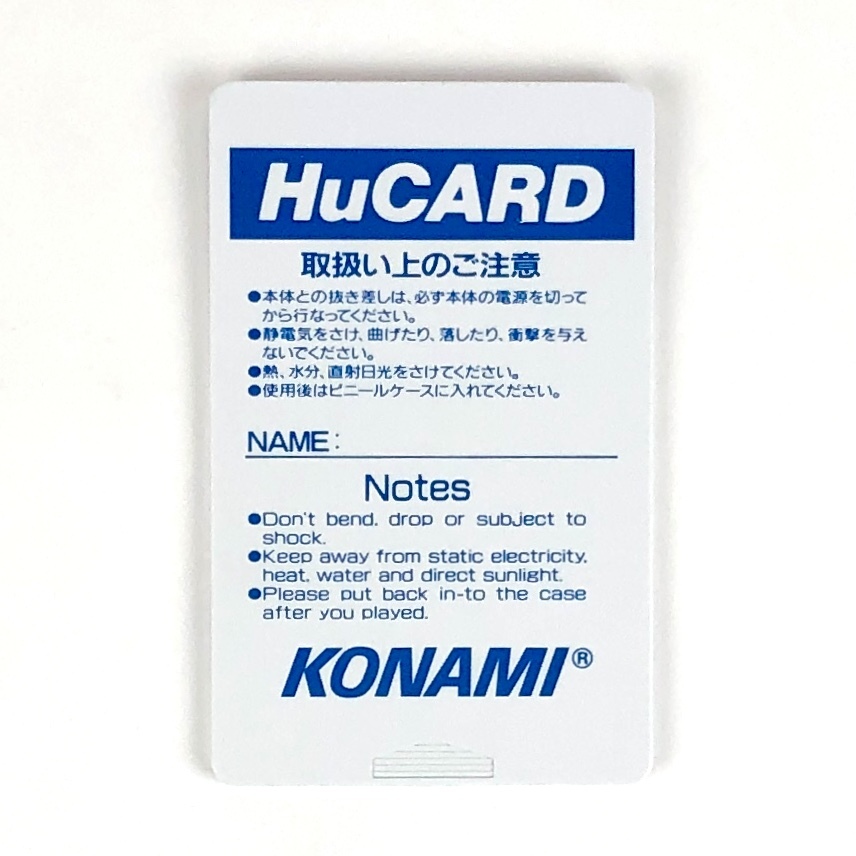 HuCARD
取扱い上のご注意
●本体との抜き差しは、必ず本体の電源を切って
から行なってください。
●静電気をさけ、曲げたり、落したり、衝撃を与え
ないでください。
●熱、水分、直射日光をさけてください。
●使用後はビニールケースに入れてください。
NAME:
Notes
●Don't bend. drop or subject to
shock.
●Keep away from static electricity.
heat, water and direct sunlight.
●Please put back in-to the case
after you played.
KONAMI®